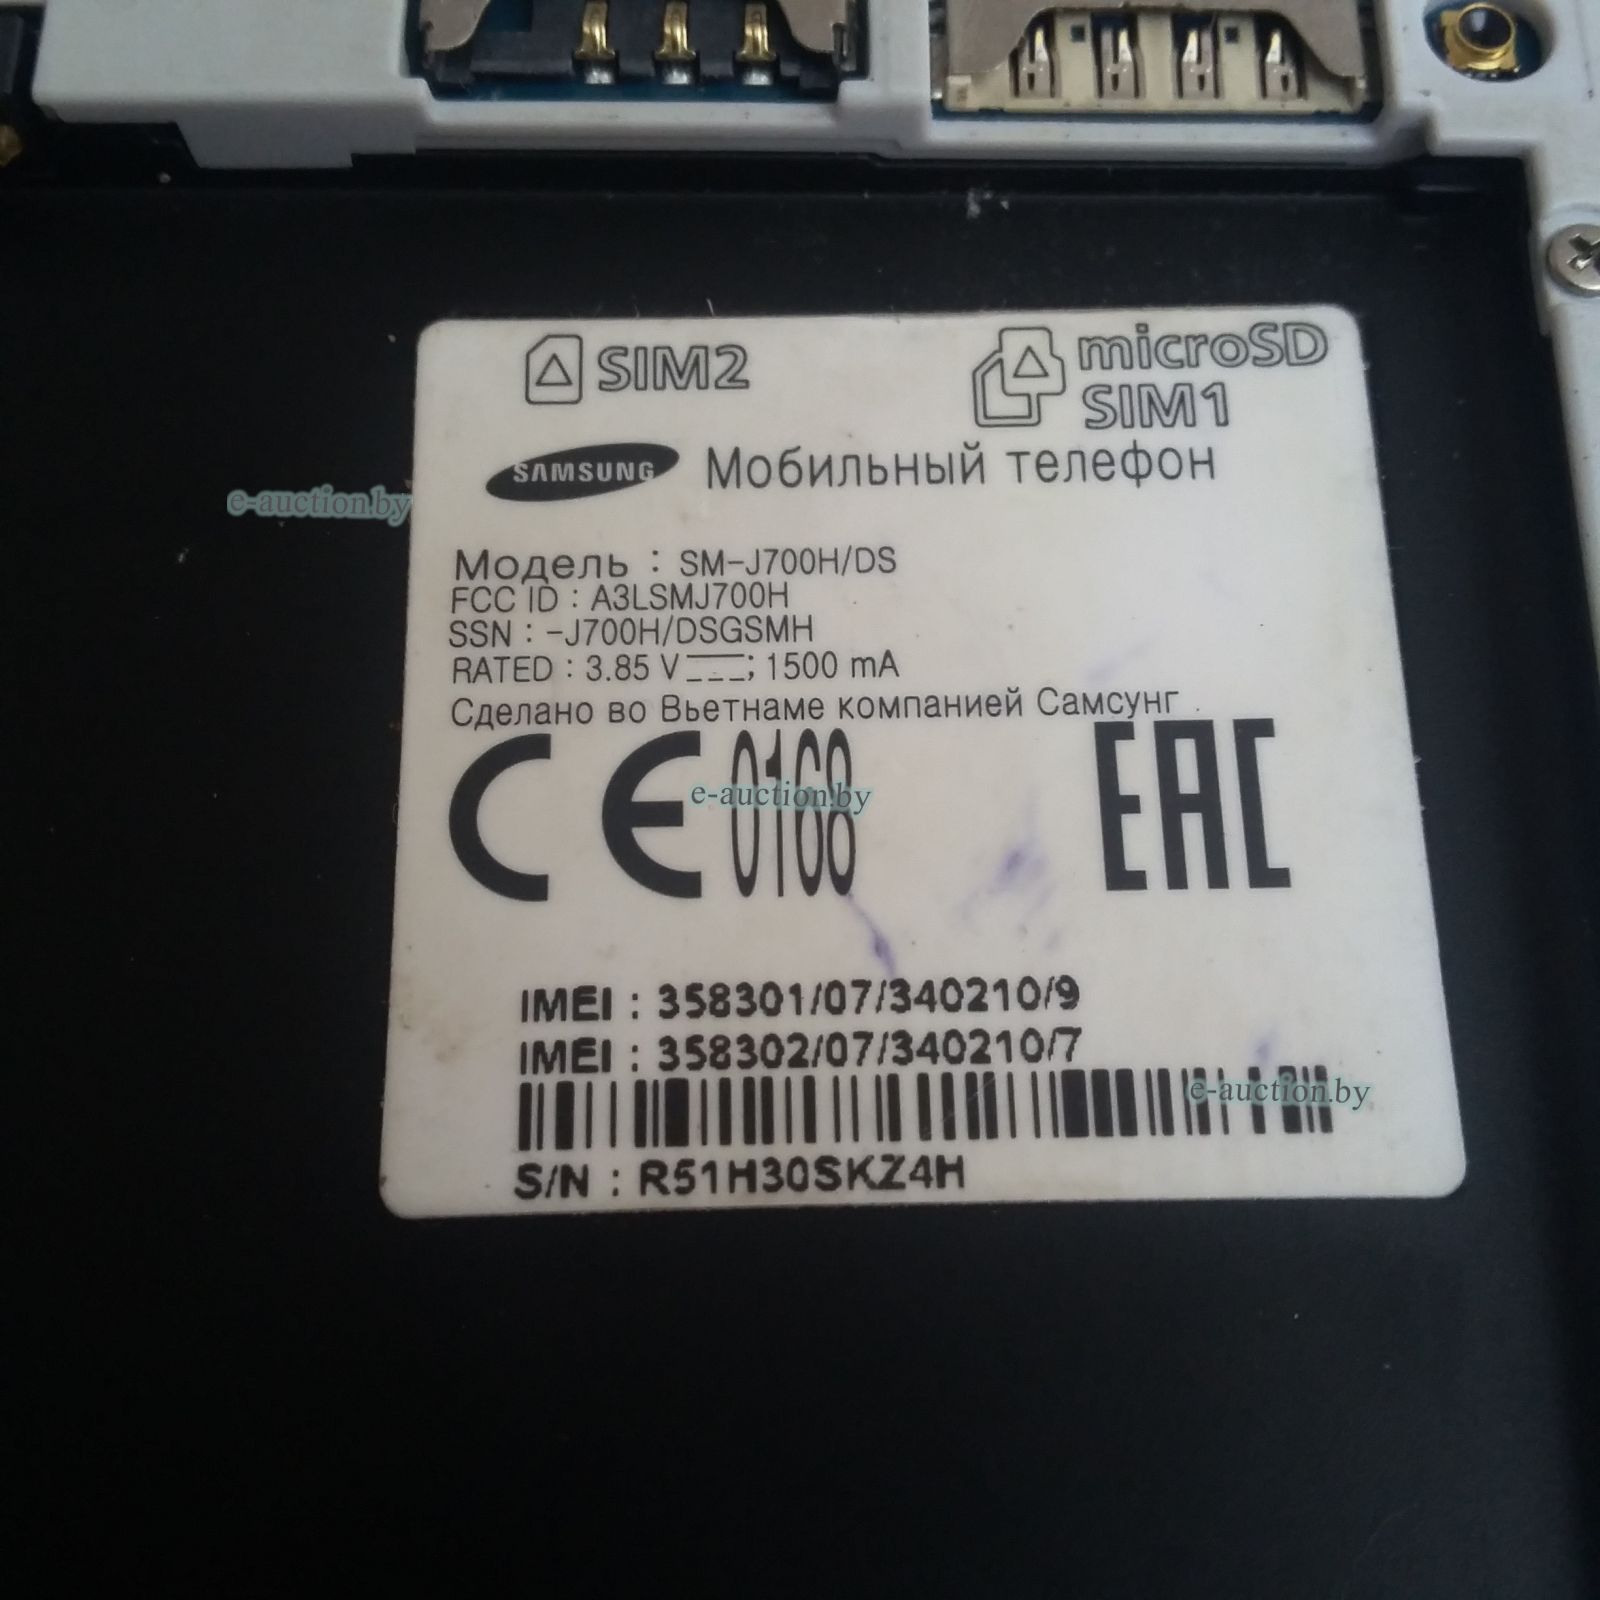 SIM2
microSD
SIM1
SAMSUNG Мобильный телефон
e-auction.by
Модель : SM-J700H/DS
FCC ID : A3LSMJ700H
SSN : -J700H/DSGSMH
RATED : 3.85 V ⎓; 1500 mA
Сделано во Вьетнаме компанией Самсунг
CE 0168
EAC
e-auction.by
IMEI : 358301/07/340210/9
IMEI : 358302/07/340210/7
e-auction.by
S/N : R51H30SKZ4H